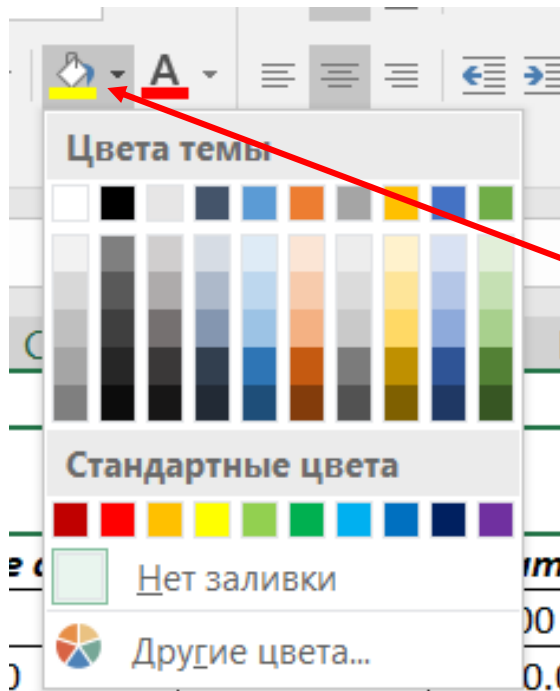 A
Цвета темы
Стандартные цвета
Нет заливки
Другие цвета...